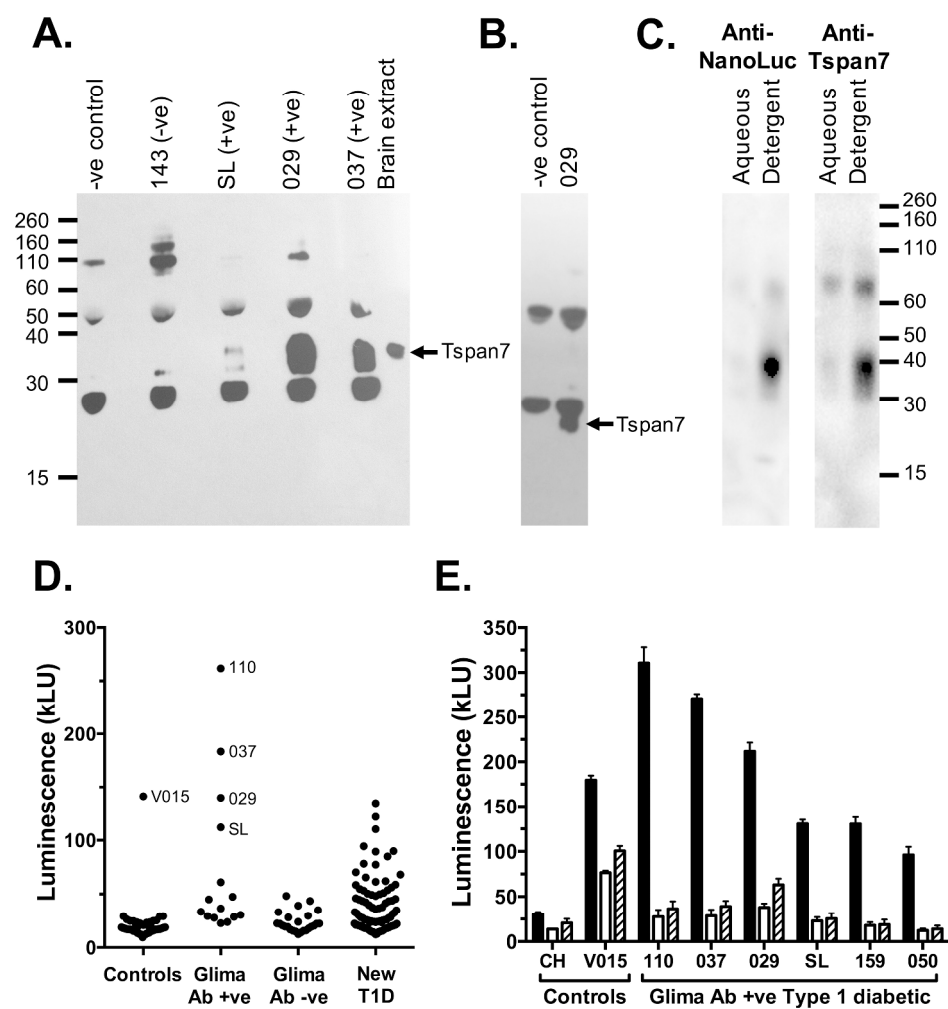 A.
-ve control
143 (-ve)
SL (+ve)
029 (+ve)
037 (+ve)
Brain extract
260
160
110
60
50
40
30
15
Tspan7
B.
-ve control
029
Tspan7
C.
Anti-
NanoLuc
Anti-
Tspan7
Aqueous
Detergent
Aqueous
Detergent
260
160
110
60
50
40
30
15
D.
Luminescence (kLU)
300
200
100
0
V015
110
037
029
SL
Controls
Glima
Ab +ve
Glima
Ab -ve
New
T1D
E.
Luminescence (kLU)
350
300
250
200
150
100
50
0
CH V015 110 037 029 SL 159 050
Controls Glima Ab +ve Type 1 diabetic